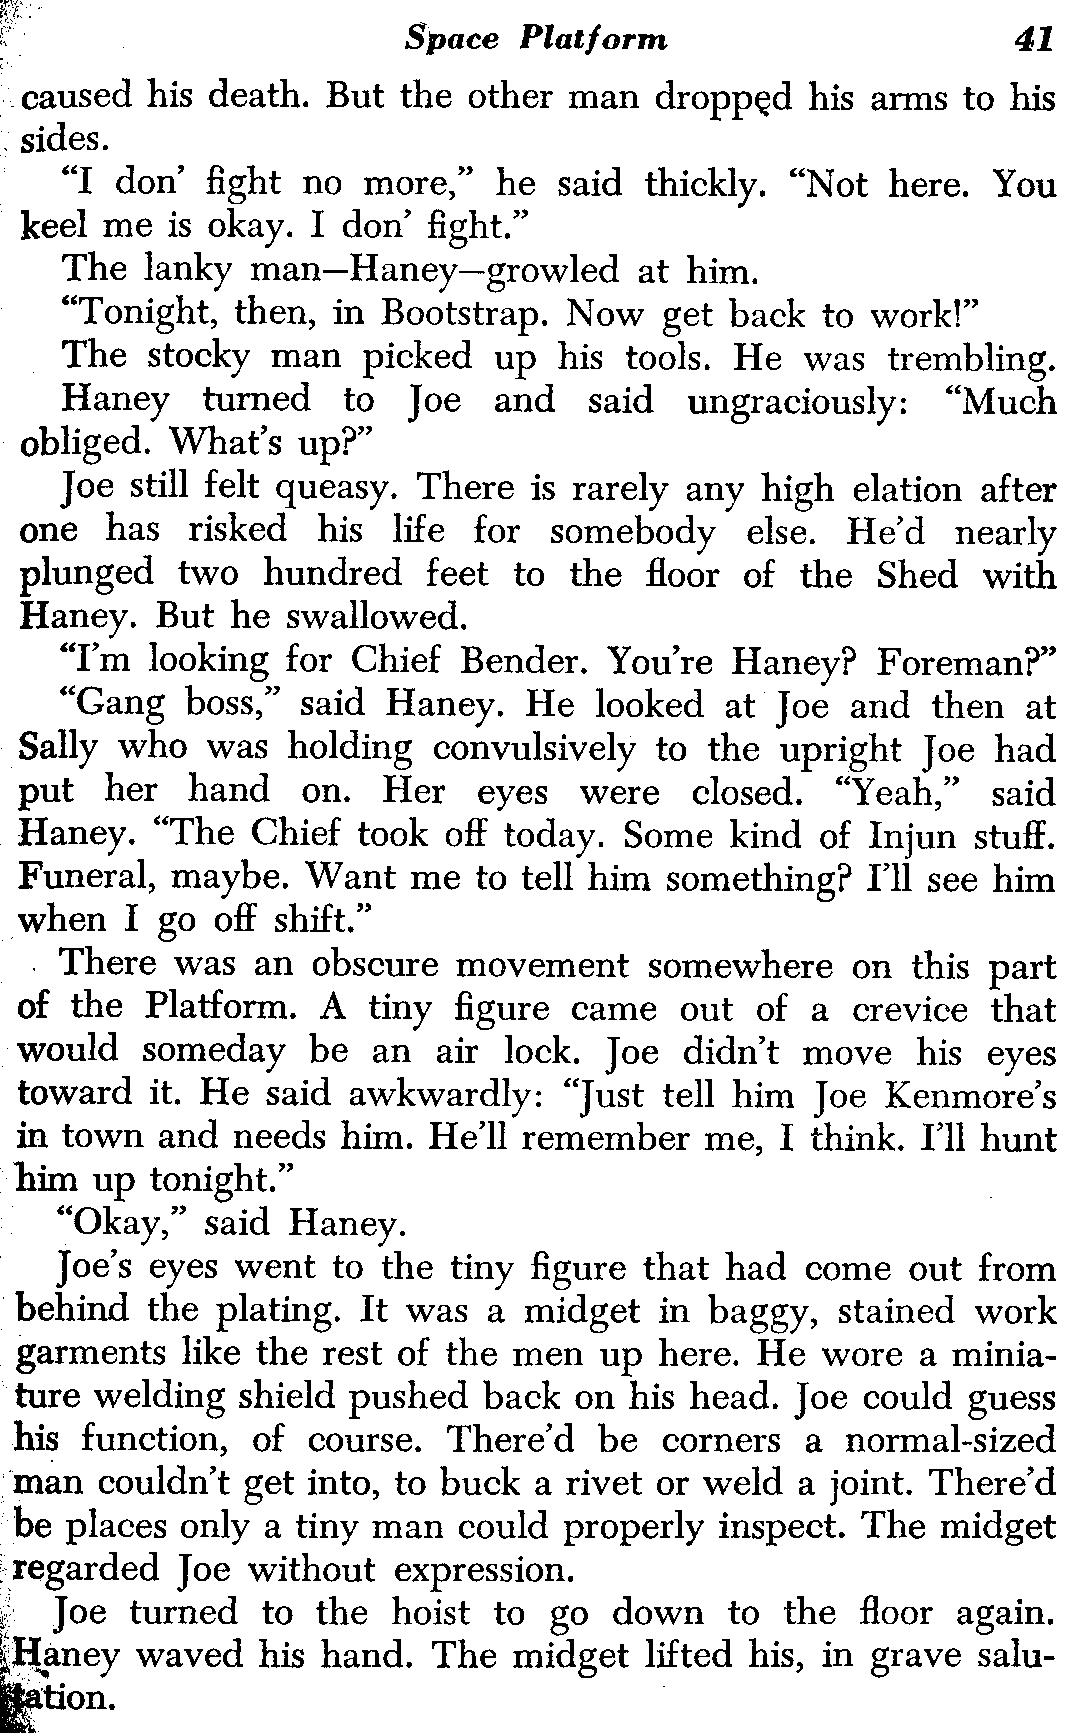 Space Platform 41
caused his death. But the other man dropped his arms to his
sides.
“I don’ fight no more,” he said thickly. “Not here. You
keel me is okay. I don’ fight.”
The lanky man—Haney—growled at him.
“Tonight, then, in Bootstrap. Now get back to work!”
The stocky man picked up his tools. He was trembling.
Haney turned to Joe and said ungraciously: “Much
obliged. What’s up?”
Joe still felt queasy. There is rarely any high elation after
one has risked his life for somebody else. He’d nearly
plunged two hundred feet to the floor of the Shed with
Haney. But he swallowed.
“I’m looking for Chief Bender. You’re Haney? Foreman?”
“Gang boss,” said Haney. He looked at Joe and then at
Sally who was holding convulsively to the upright Joe had
put her hand on. Her eyes were closed. “Yeah,” said
Haney. “The Chief took off today. Some kind of Injun stuff.
Funeral, maybe. Want me to tell him something? I’ll see him
when I go off shift.”
There was an obscure movement somewhere on this part
of the Platform. A tiny figure came out of a crevice that
would someday be an air lock. Joe didn’t move his eyes
toward it. He said awkwardly: “Just tell him Joe Kenmore’s
in town and needs him. He’ll remember me, I think. I’ll hunt
him up tonight.”
“Okay,” said Haney.
Joe’s eyes went to the tiny figure that had come out from
behind the plating. It was a midget in baggy, stained work
garments like the rest of the men up here. He wore a minia-
ture welding shield pushed back on his head. Joe could guess
his function, of course. There’d be corners a normal-sized
man couldn’t get into, to buck a rivet or weld a joint. There’d
be places only a tiny man could properly inspect. The midget
regarded Joe without expression.
Joe turned to the hoist to go down to the floor again.
Haney waved his hand. The midget lifted his, in grave salu-
tation.